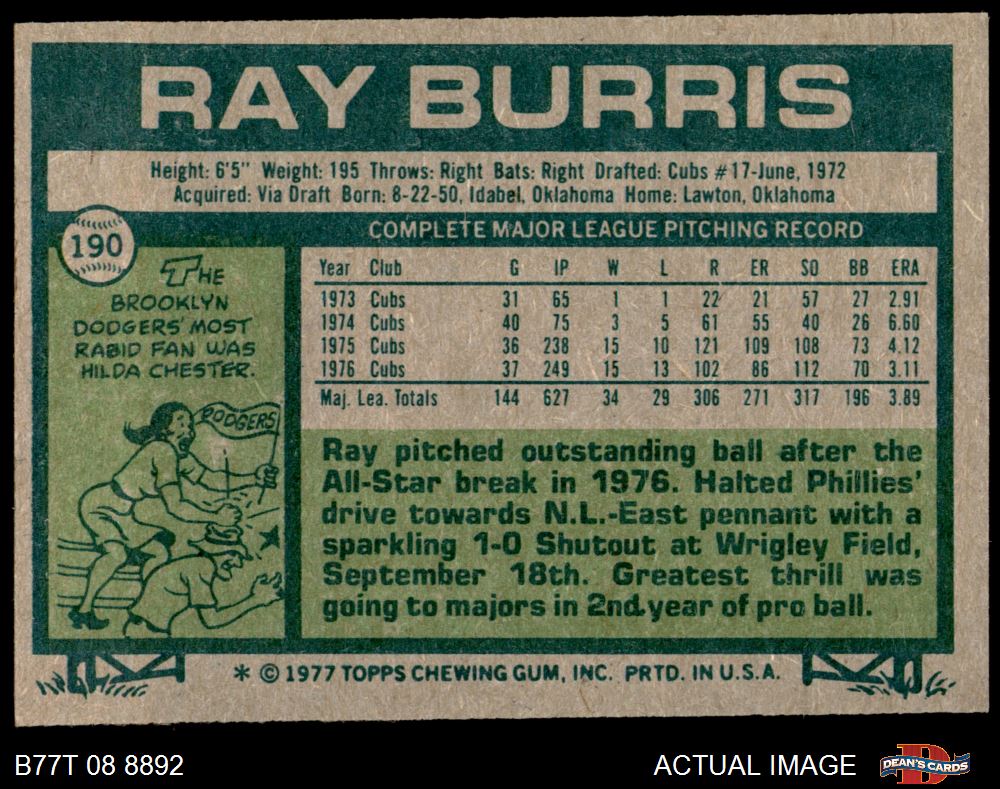 RAY BURRIS
Height: 6'5" Weight: 195 Throws: Right Bats: Right Drafted: Cubs #17-June, 1972
Acquired: Via Draft Born: 8-22-50, Idabel, Oklahoma Home: Lawton, Oklahoma
190
THE
BROOKLYN
DODGERS' MOST
RABID FAN WAS
HILDA CHESTER.
DODGERS
COMPLETE MAJOR LEAGUE PITCHING RECORD
Year Club G IP W L R ER SO BB ERA
1973 Cubs 31 65 1 1 22 21 57 27 2.91
1974 Cubs 40 75 3 5 61 55 40 26 6.60
1975 Cubs 36 238 15 10 121 109 108 73 4.12
1976 Cubs 37 249 15 13 102 86 112 70 3.11
Maj. Lea. Totals 144 627 34 29 306 271 317 196 3.89
Ray pitched outstanding ball after the
All-Star break in 1976. Halted Phillies'
drive towards N.L.-East pennant with a
sparkling 1-0 Shutout at Wrigley Field,
September 18th. Greatest thrill was
going to majors in 2nd.year of pro ball.
* © 1977 TOPPS CHEWING GUM, INC. PRTD. IN U.S.A.
B77T 08 8892
ACTUAL IMAGE
DEAN'S CARDS